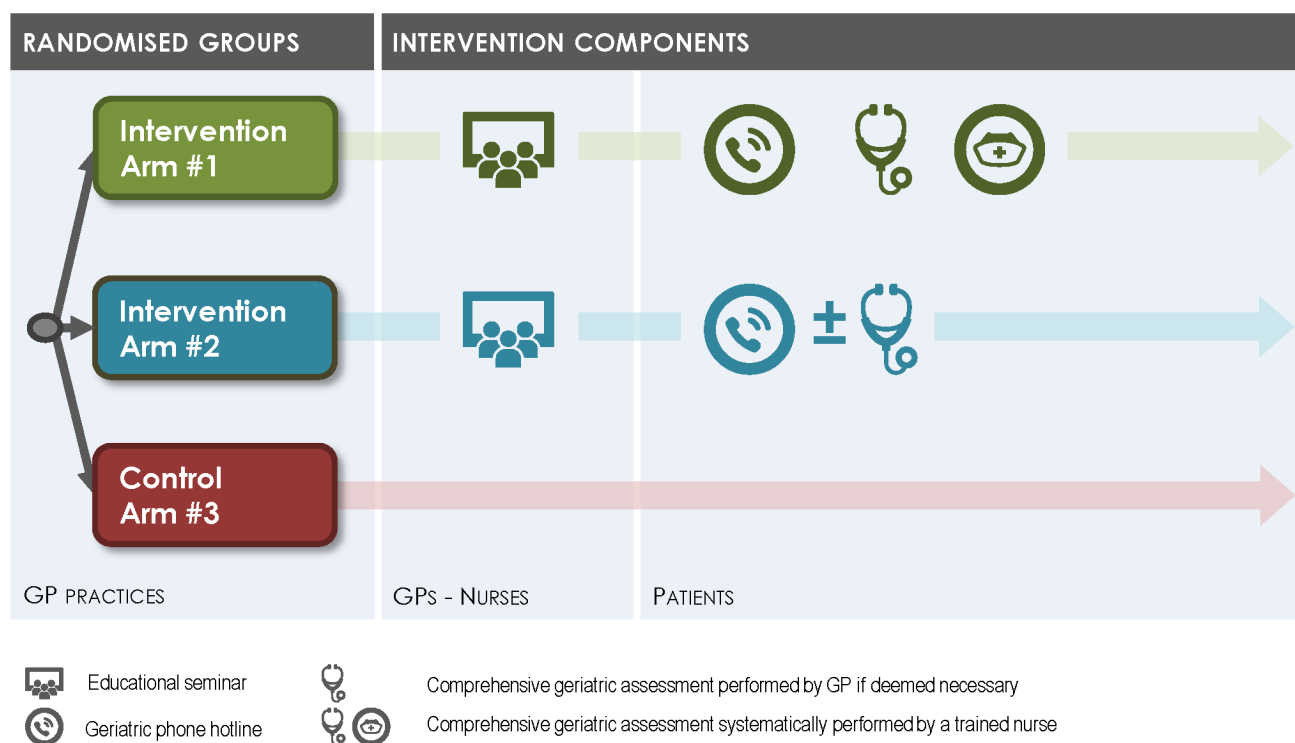 RANDOMISED GROUPS
INTERVENTION COMPONENTS
Intervention
Arm #1
Intervention
Arm #2
±
Control
Arm #3
GP PRACTICES
GPS - NURSES
PATIENTS
Educational seminar
Comprehensive geriatric assessment performed by GP if deemed necessary
Geriatric phone hotline
Comprehensive geriatric assessment systematically performed by a trained nurse